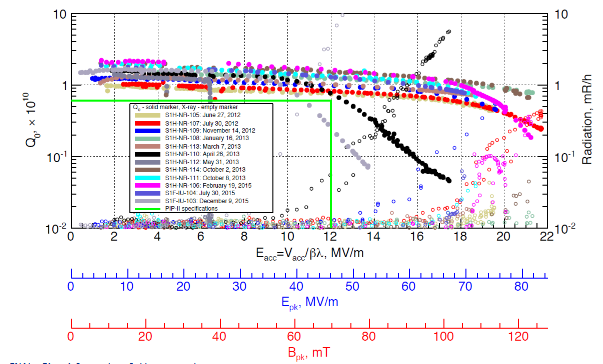 10
10
1
1
10⁻¹
10⁻¹
10⁻²
10⁻²
Q₀, × 10¹⁰
Radiation, mR/h
Q₀ - solid marker, X-ray - empty marker
S1H-NR-105: June 27, 2012
S1H-NR-107: July 30, 2012
S1H-NR-109: November 14, 2012
S1H-NR-108: January 16, 2013
S1H-NR-113: March 7, 2013
S1H-NR-110: April 26, 2013
S1H-NR-112: May 31, 2013
S1H-NR-114: October 2, 2013
S1H-NR-111: October 8, 2013
S1H-NR-106: February 19, 2015
S1F-IU-104: July 30, 2015
S1F-IU-103: December 9, 2015
PIP-II specifications
0 2 4 6 8 10 12 14 16 18 20 22
Eacc=Vacc/βλ, MV/m
0 10 20 30 40 50 60 70 80
Epk, MV/m
0 20 40 60 80 100 120
Bpk, mT